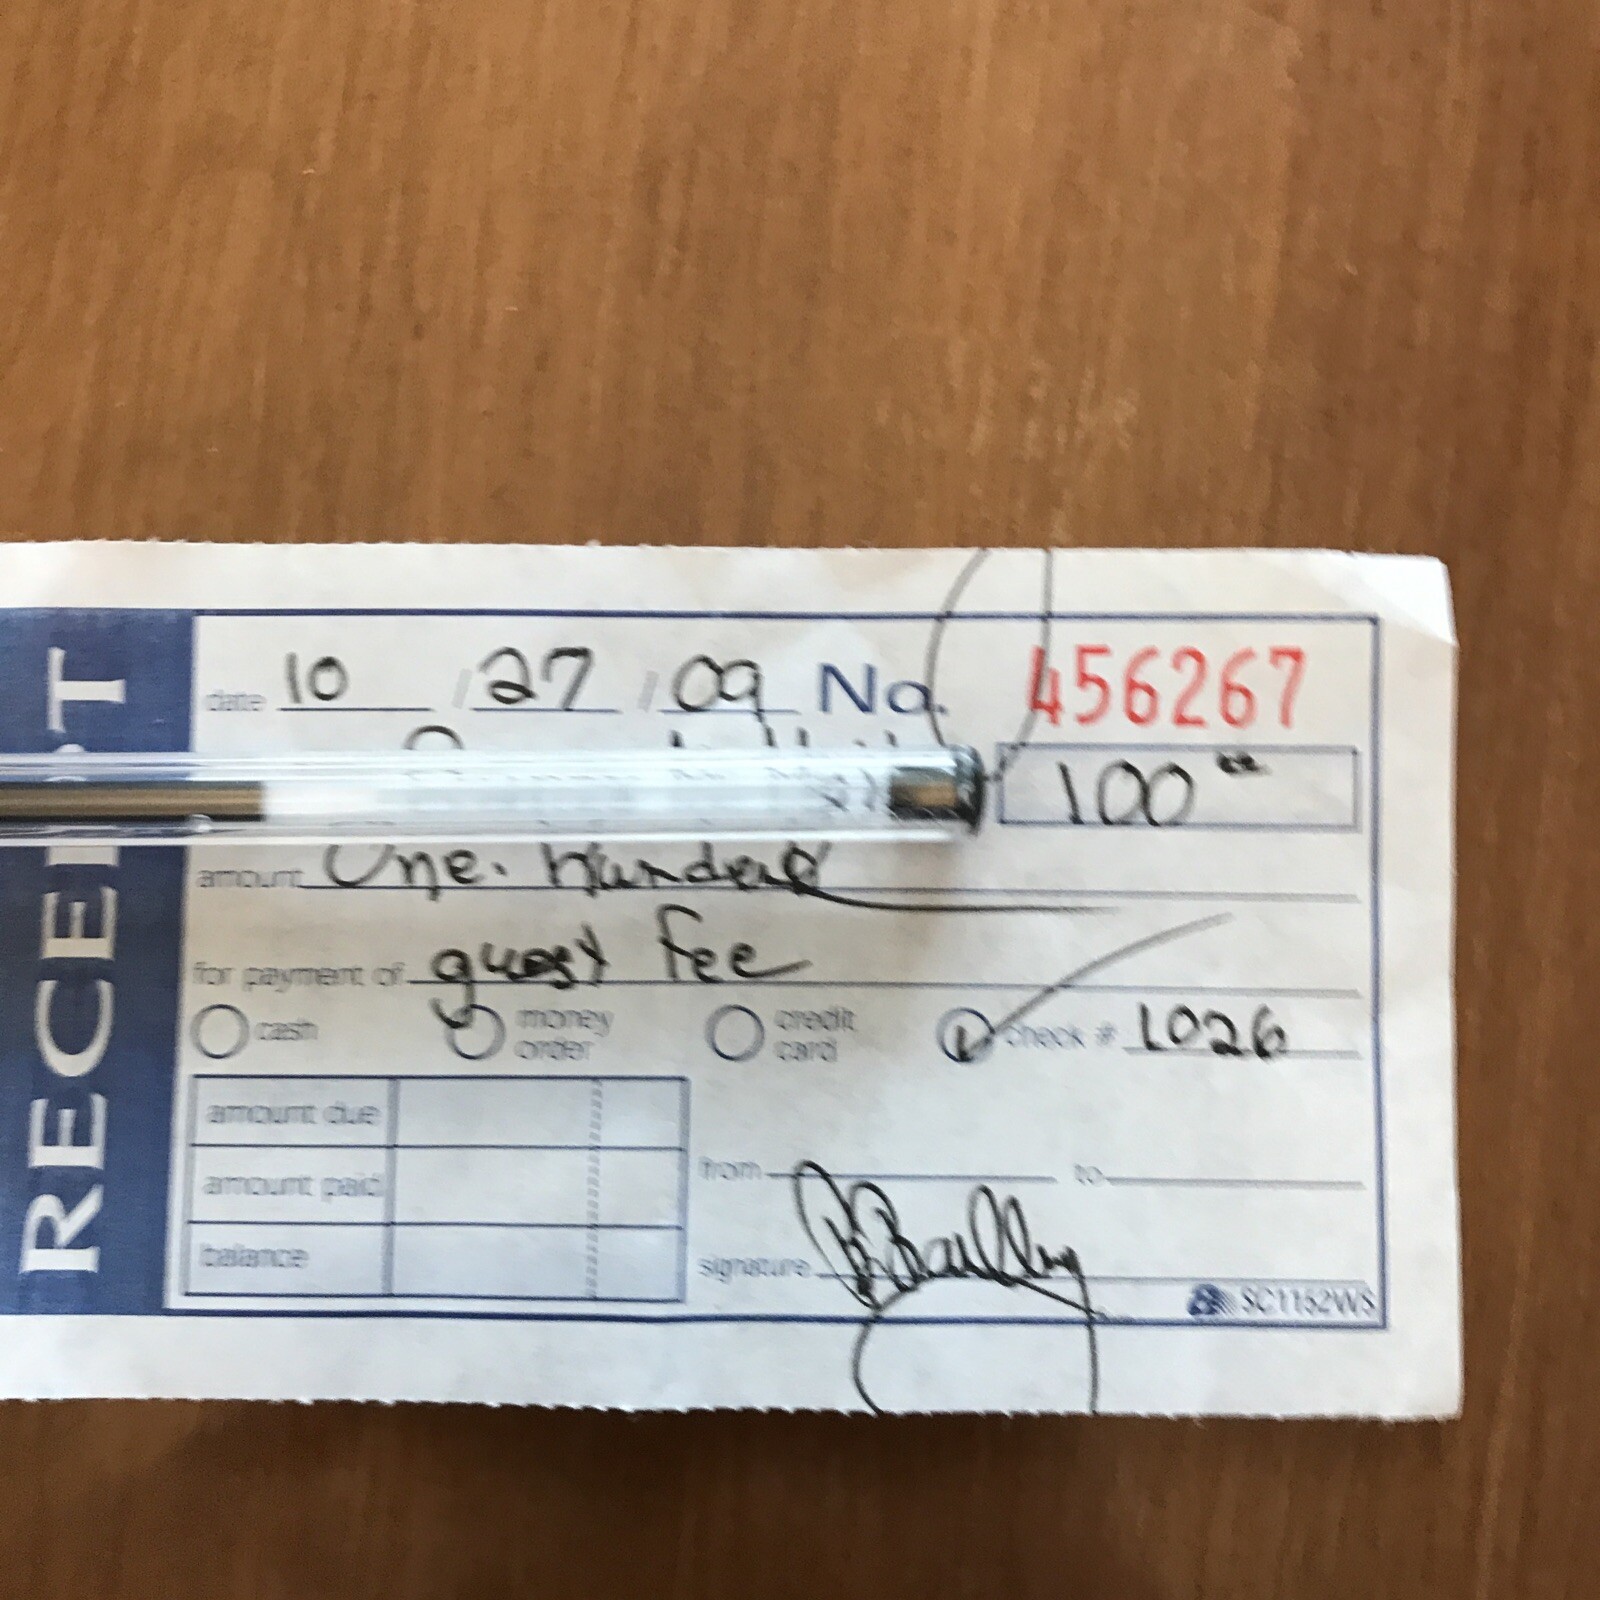 RECEIPT
date 10 / 27 / 09 No. 456267
100
amount One. hundred
for payment of guest fee
cash money order credit card check # 1026
amount due
amount paid
balance
from to
signature
SC1152WS